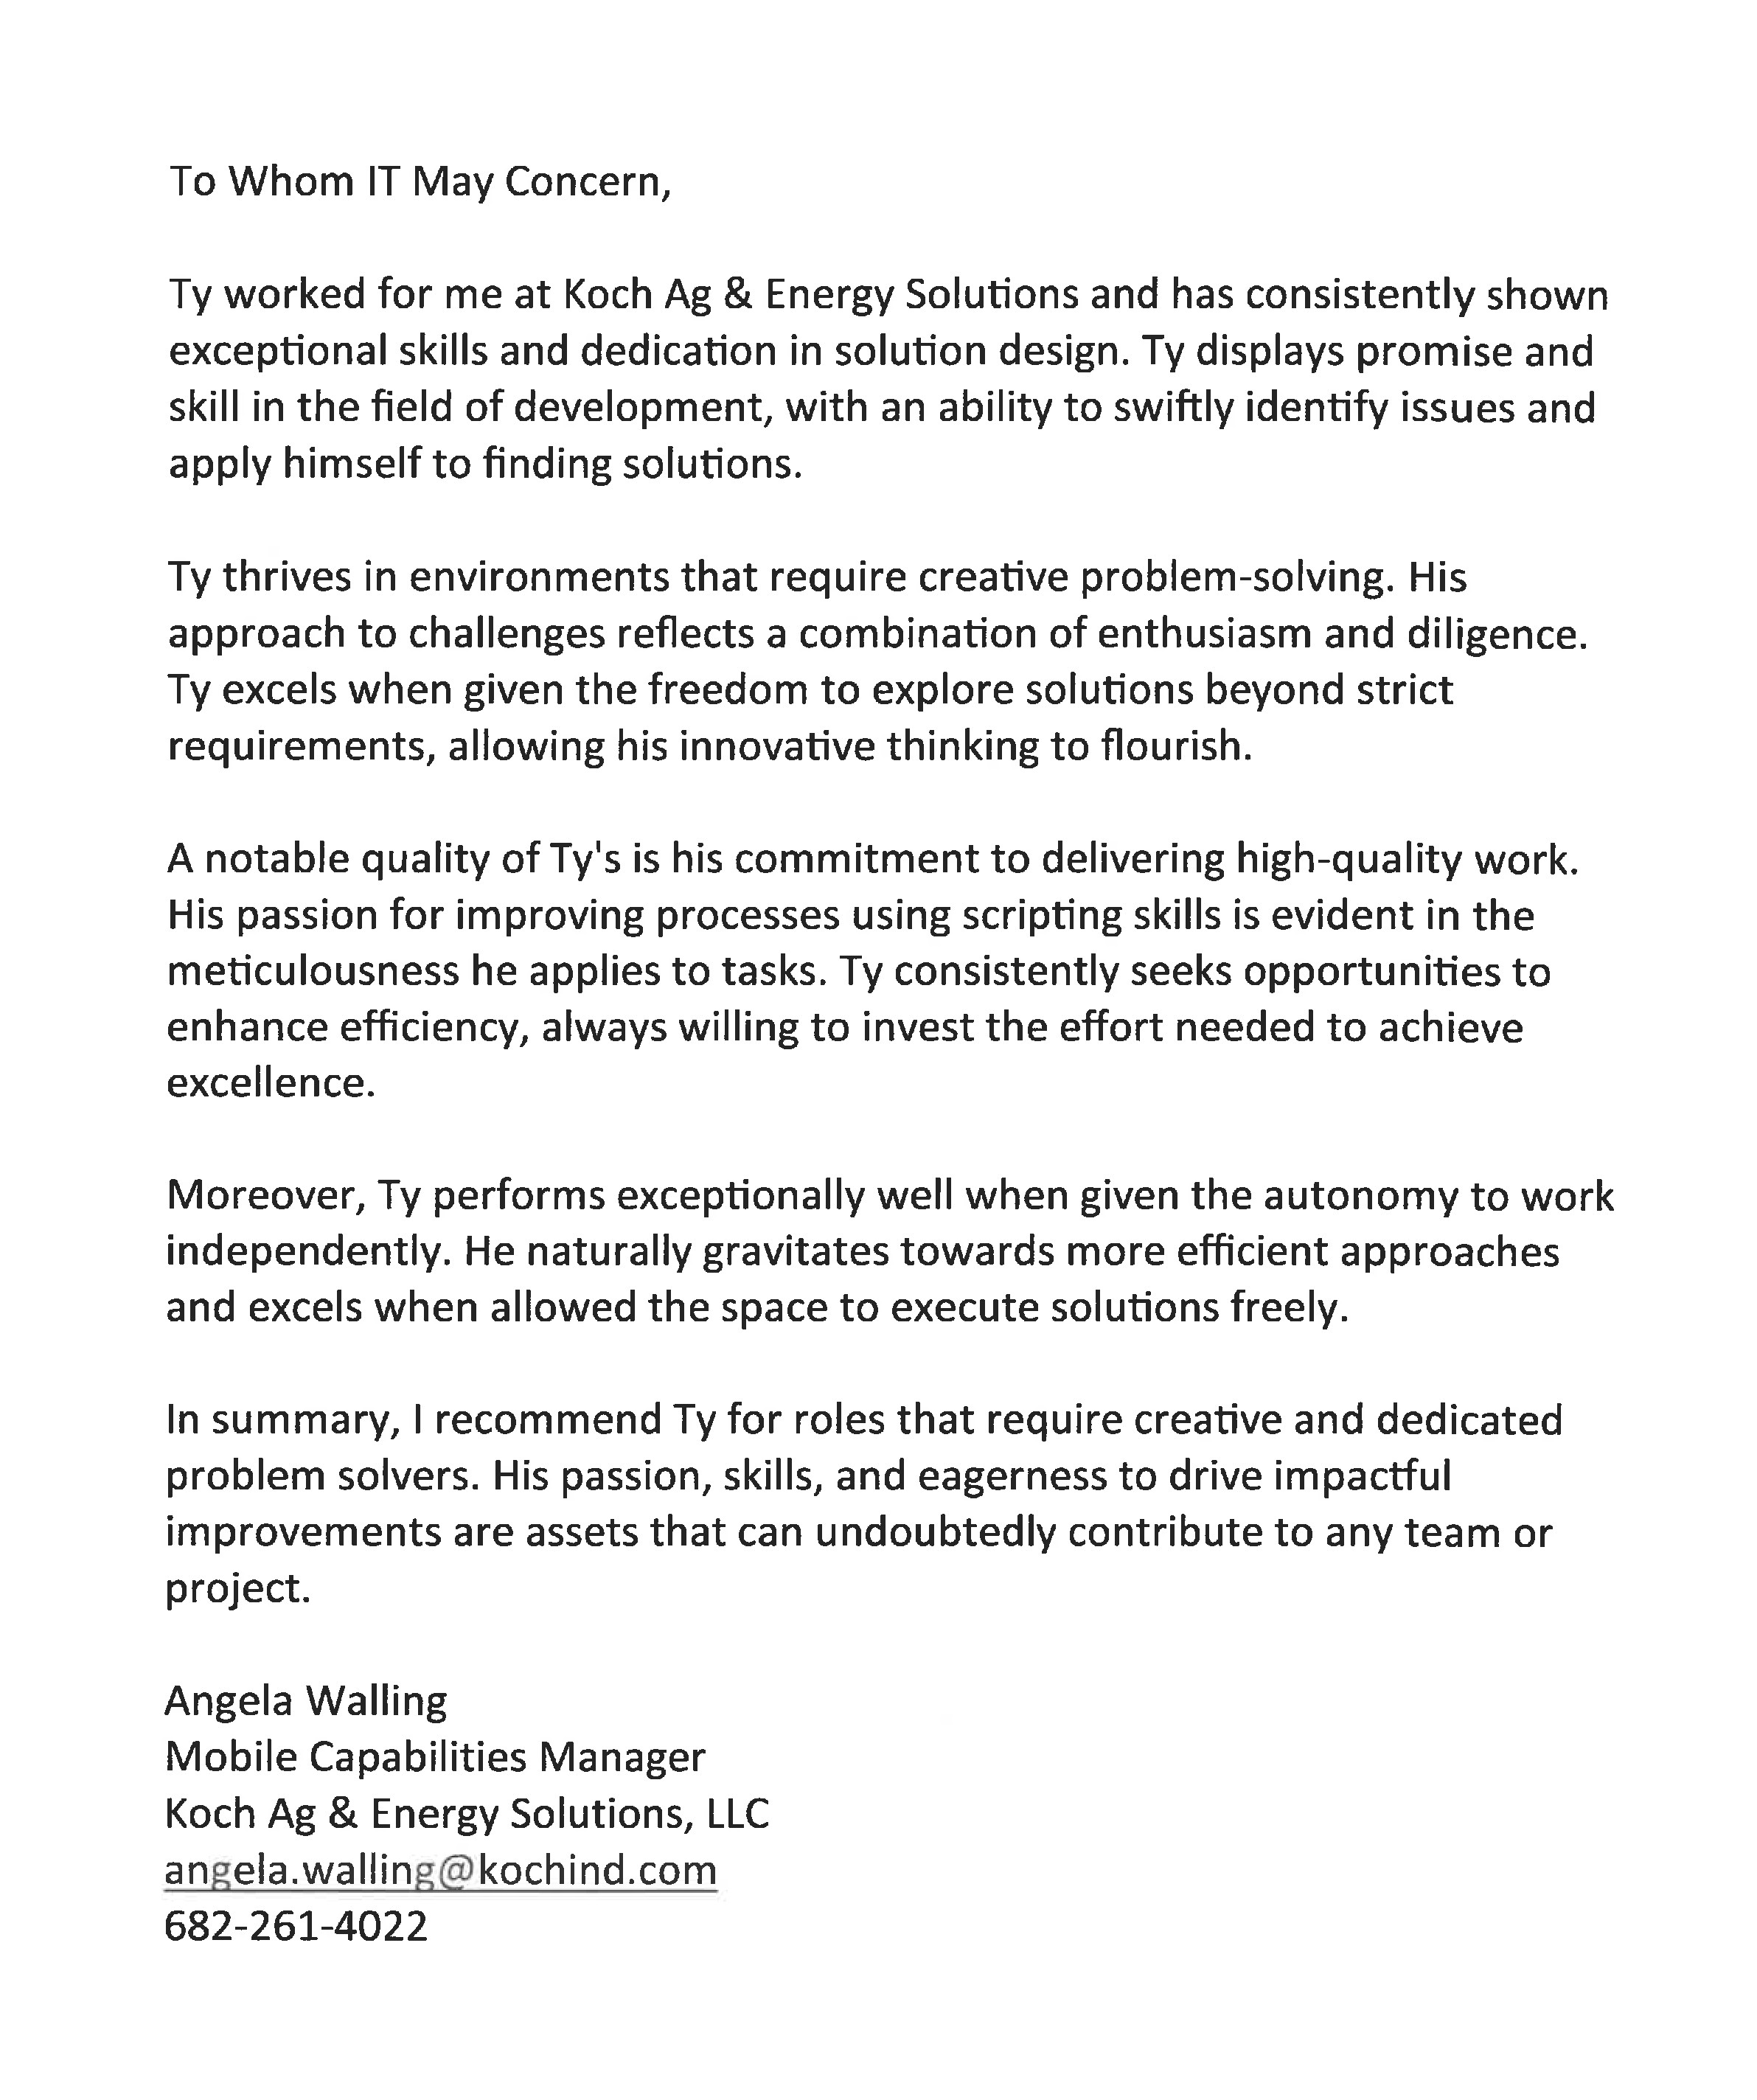 To Whom IT May Concern,
Ty worked for me at Koch Ag & Energy Solutions and has consistently shown
exceptional skills and dedication in solution design. Ty displays promise and
skill in the field of development, with an ability to swiftly identify issues and
apply himself to finding solutions.
Ty thrives in environments that require creative problem-solving. His
approach to challenges reflects a combination of enthusiasm and diligence.
Ty excels when given the freedom to explore solutions beyond strict
requirements, allowing his innovative thinking to flourish.
A notable quality of Ty's is his commitment to delivering high-quality work.
His passion for improving processes using scripting skills is evident in the
meticulousness he applies to tasks. Ty consistently seeks opportunities to
enhance efficiency, always willing to invest the effort needed to achieve
excellence.
Moreover, Ty performs exceptionally well when given the autonomy to work
independently. He naturally gravitates towards more efficient approaches
and excels when allowed the space to execute solutions freely.
In summary, I recommend Ty for roles that require creative and dedicated
problem solvers. His passion, skills, and eagerness to drive impactful
improvements are assets that can undoubtedly contribute to any team or
project.
Angela Walling
Mobile Capabilities Manager
Koch Ag & Energy Solutions, LLC
angela.walling@kochind.com
682-261-4022